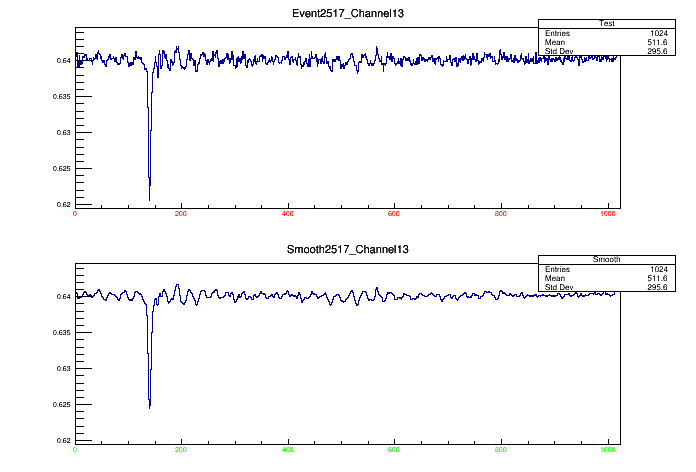 Event2517_Channel13
Test
Entries 1024
Mean 511.6
Std Dev 295.6
0.64
0.635
0.63
0.625
0.62
0 200 400 600 800 1000
Smooth2517_Channel13
Smooth
Entries 1024
Mean 511.6
Std Dev 295.6
0.64
0.635
0.63
0.625
0.62
0 200 400 600 800 1000